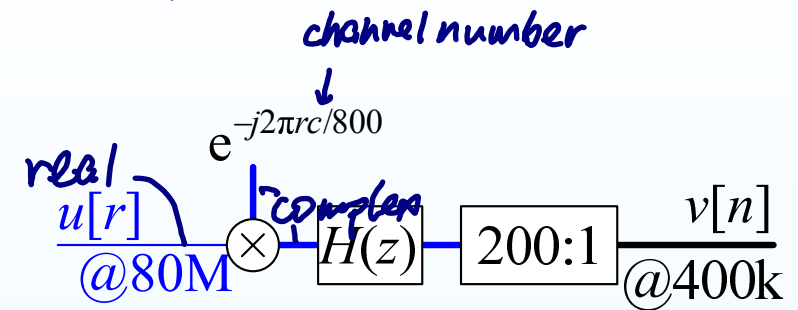 channel number
e^{-j2πrc/800}
real
complex
u[r]
@80M
×
H(z)
200:1
v[n]
@400k